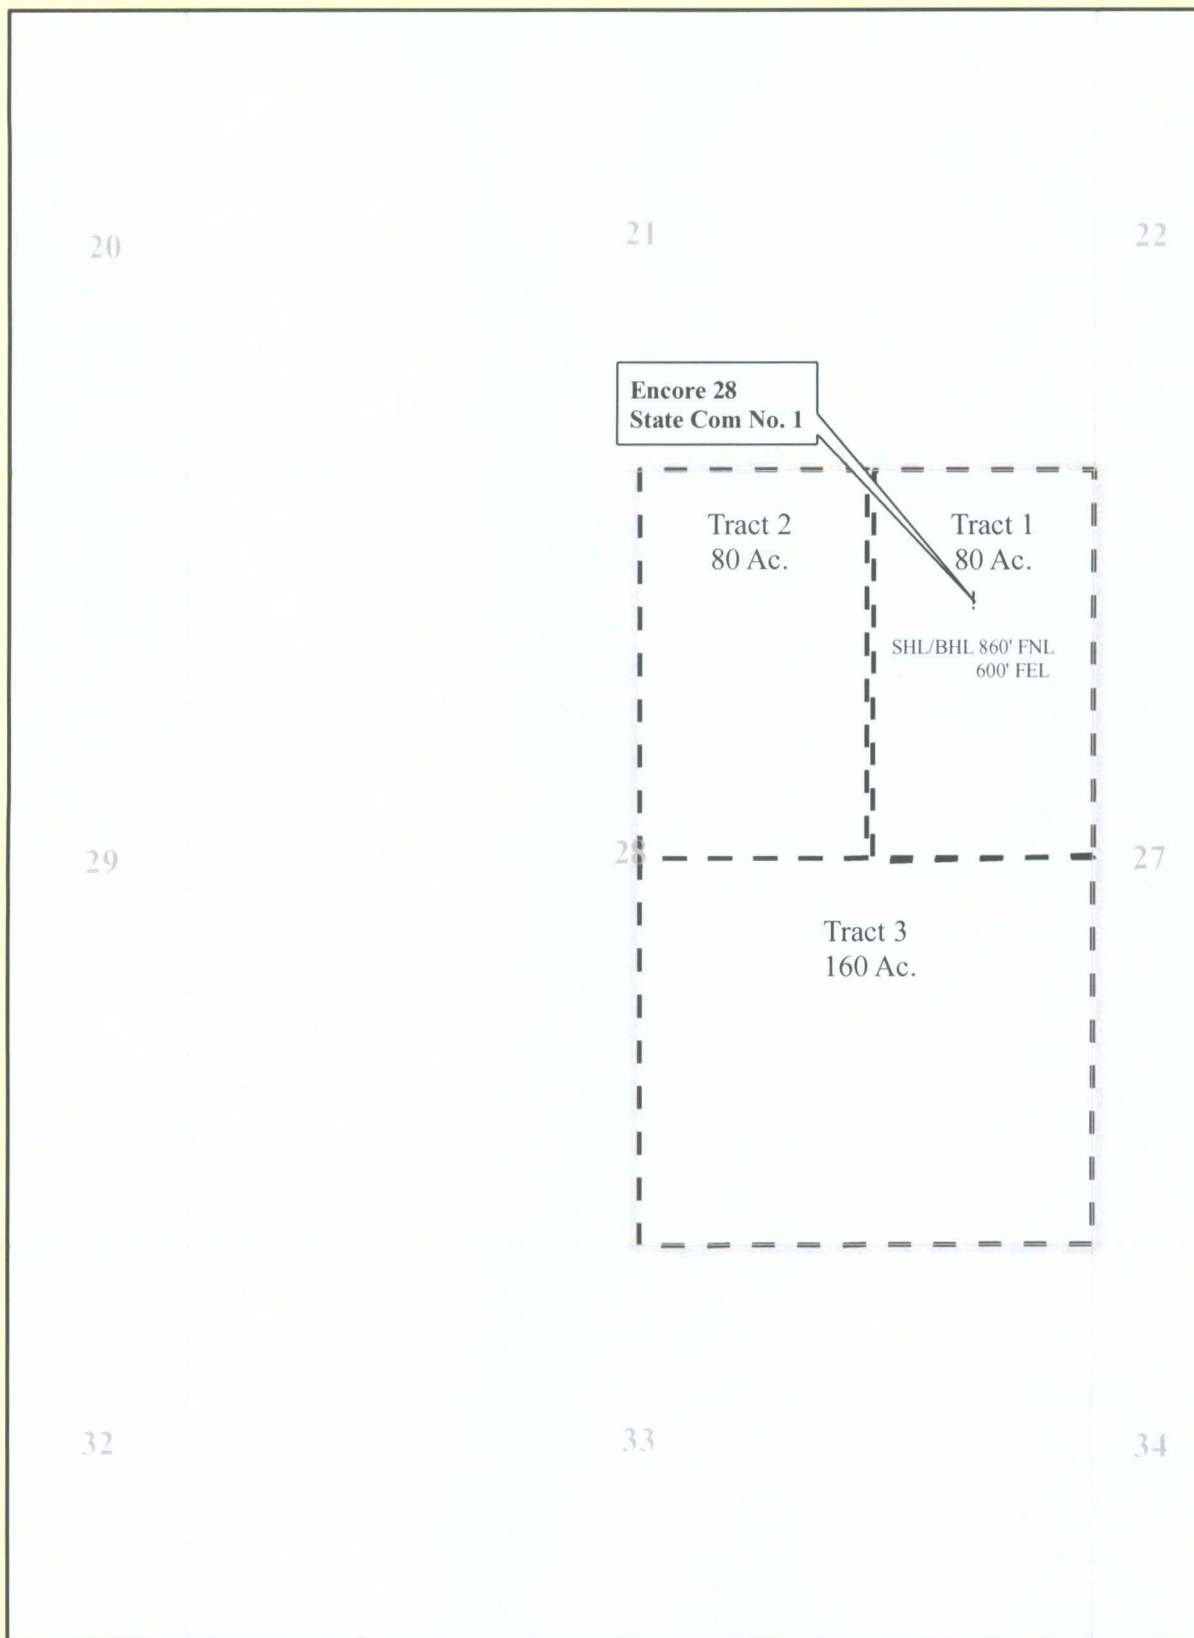 20
21
22
Encore 28
State Com No. 1
Tract 2
80 Ac.
Tract 1
80 Ac.
SHL/BHL 860' FNL
600' FEL
29
28
27
Tract 3
160 Ac.
32
33
34